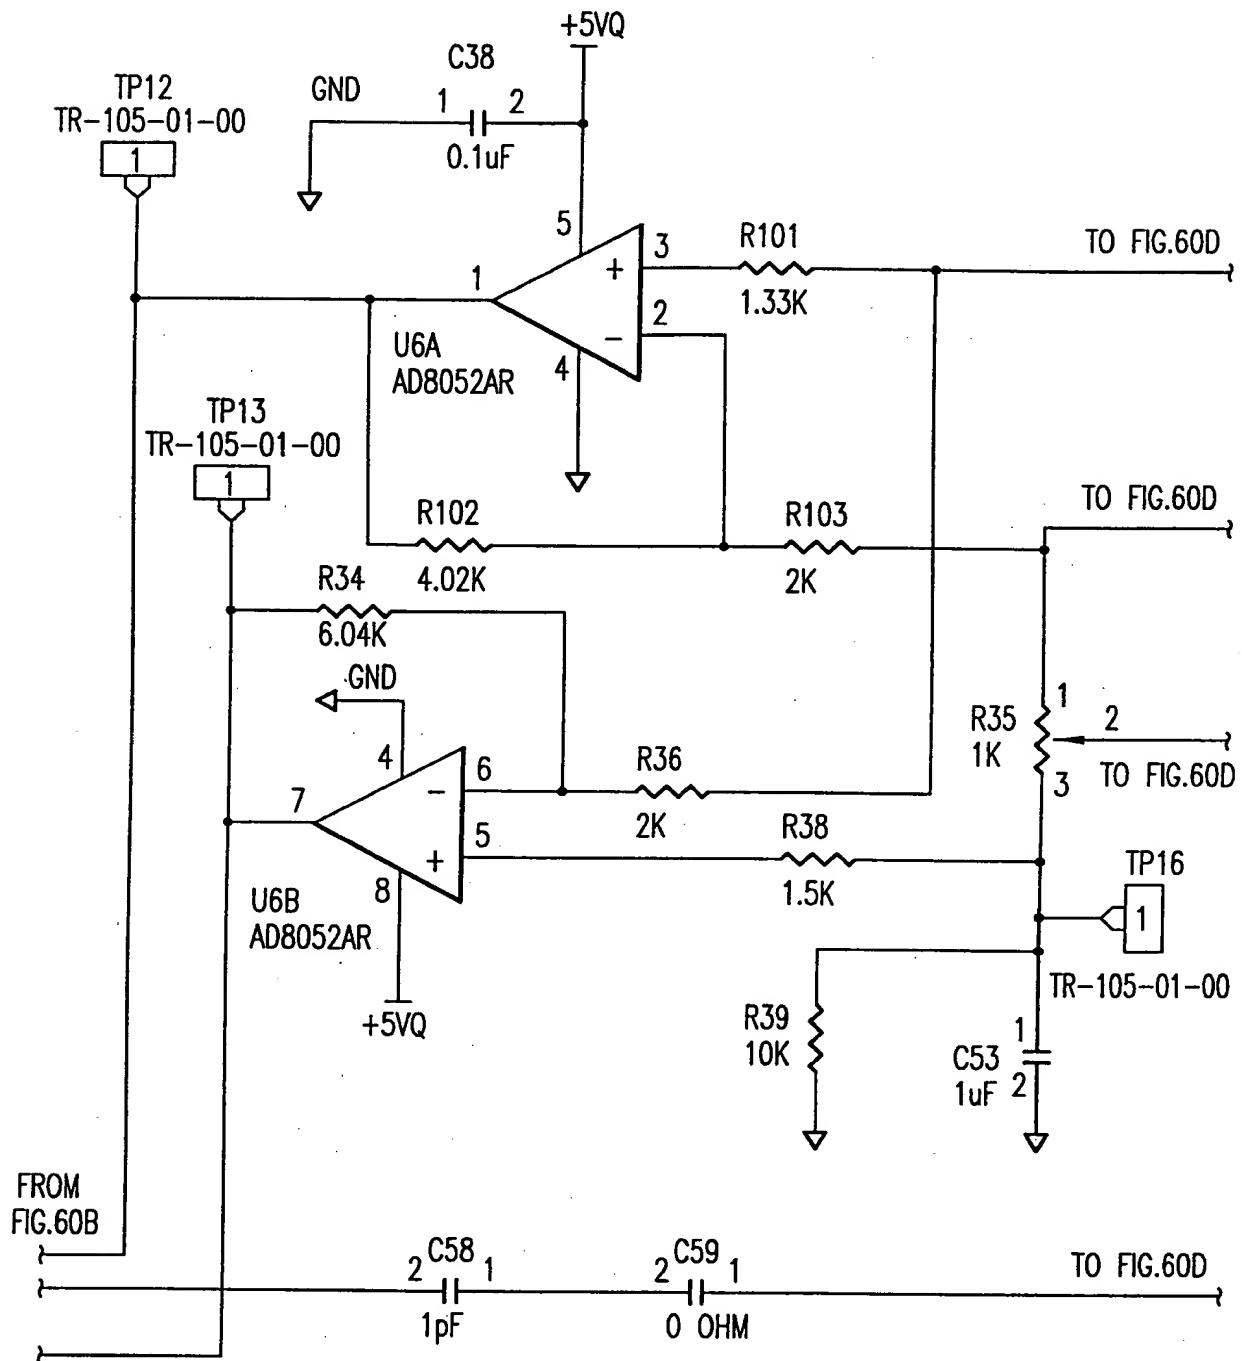 +5VQ
C38
GND
1 2
0.1uF
TP12
TR-105-01-00
1
5
3
R101
TO FIG.60D
+
1
1.33K
2
-
U6A
AD8052AR
4
TP13
TR-105-01-00
1
R102
R103
TO FIG.60D
4.02K
2K
R34
6.04K
GND
1
R35
1K
2
3
TO FIG.60D
4
6
R36
-
7
2K
5
R38
+
1.5K
8
U6B
AD8052AR
+5VQ
TP16
1
TR-105-01-00
R39
10K
1
C53
1uF
2
FROM
FIG.60B
C58
2 1
1pF
C59
2 1
0 OHM
TO FIG.60D